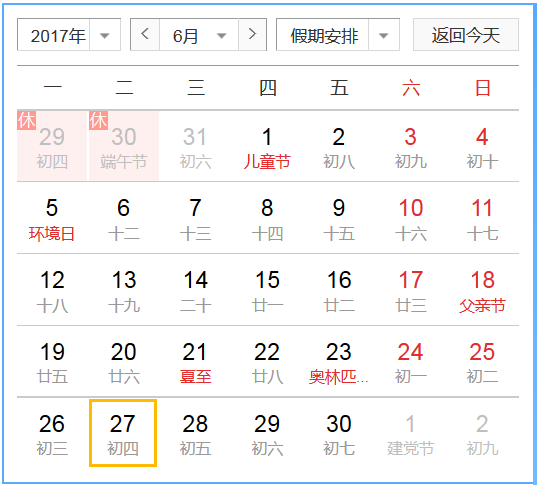 2017年 6月 假期安排 返回今天
一 二 三 四 五 六 日
休 休
29 30 31 1 2 3 4
初四 端午节 初六 儿童节 初八 初九 初十
5 6 7 8 9 10 11
环境日 十二 十三 十四 十五 十六 十七
12 13 14 15 16 17 18
十八 十九 二十 廿一 廿二 廿三 父亲节
19 20 21 22 23 24 25
廿五 廿六 夏至 廿八 奥林匹... 初一 初二
26 27 28 29 30 1 2
初三 初四 初五 初六 初七 建党节 初九